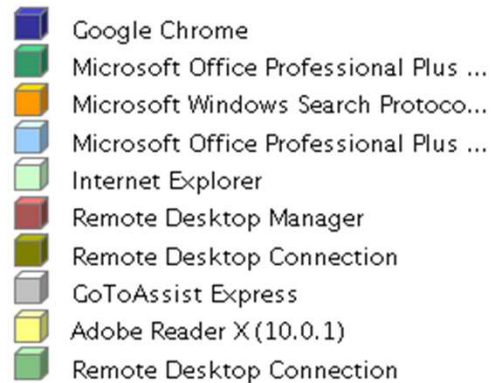 Google Chrome
Microsoft Office Professional Plus ...
Microsoft Windows Search Protoco...
Microsoft Office Professional Plus ...
Internet Explorer
Remote Desktop Manager
Remote Desktop Connection
GoToAssist Express
Adobe Reader X (10.0.1)
Remote Desktop Connection